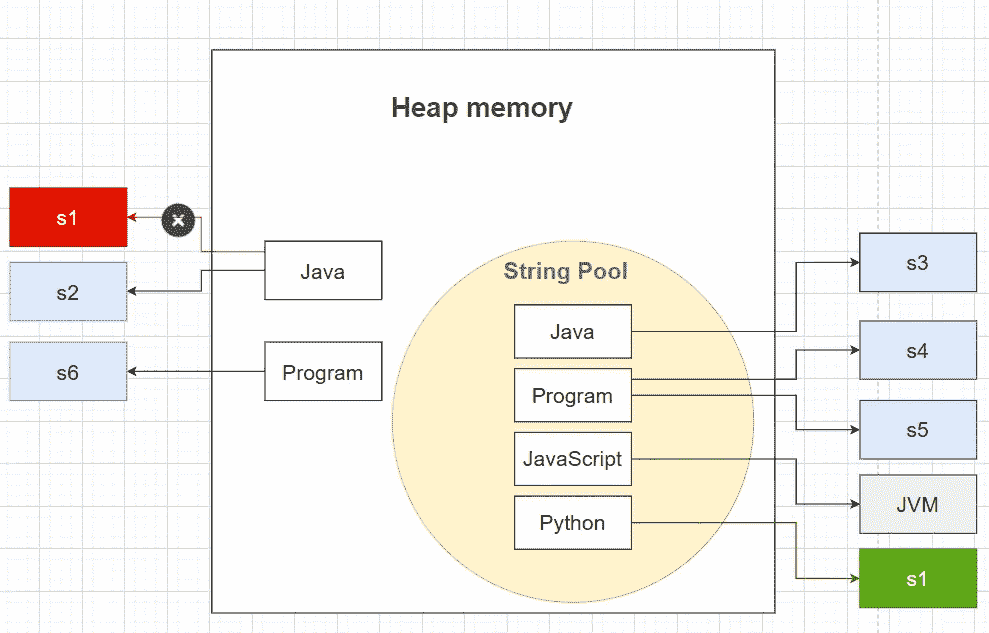 Heap memory
s1
s2
s6
Java
Program
String Pool
Java
Program
JavaScript
Python
s3
s4
s5
JVM
s1